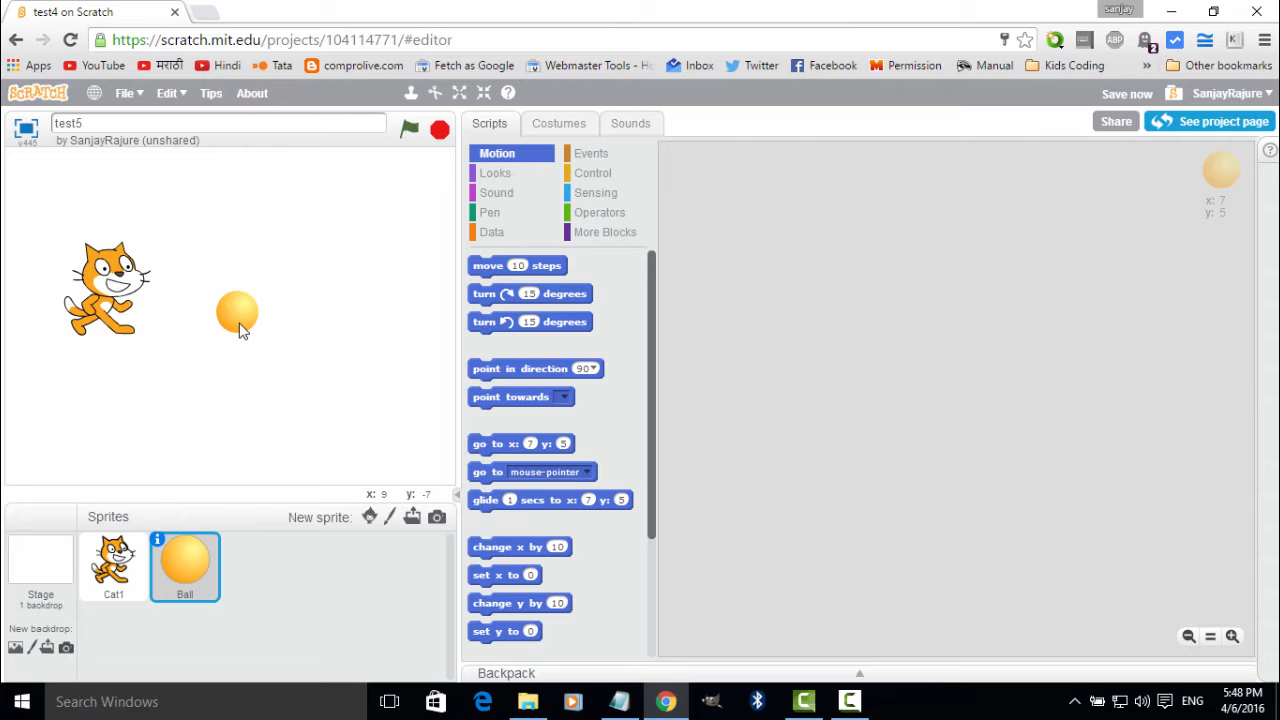 test4 on Scratch
sanjay
https://scratch.mit.edu/projects/104114771/#editor
Apps YouTube मराठी Hindi Tata comprolive.com Fetch as Google Webmaster Tools - Ho Inbox Twitter Facebook Permission Manual Kids Coding Other bookmarks
SCRATCH File Edit Tips About Save now SanjayRajure
test5
by SanjayRajure (unshared)
v445
Scripts Costumes Sounds Share See project page
Motion Events
Looks Control
Sound Sensing
Pen Operators
Data More Blocks
x: 7
y: 5
move 10 steps
turn 15 degrees
turn 15 degrees
point in direction 90
point towards
go to x: 7 y: 5
go to mouse-pointer
glide 1 secs to x: 7 y: 5
change x by 10
set x to 0
change y by 10
set y to 0
x: 9 y: -7
Sprites New sprite:
Stage
1 backdrop
Cat1
Ball
New backdrop:
Backpack
Search Windows
ENG
5:48 PM
4/6/2016
ABP
2